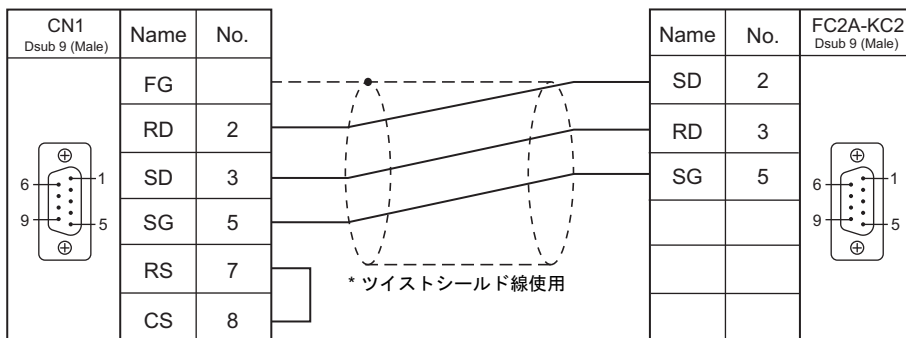 CN1
Dsub 9 (Male)
Name No.
FG
RD 2
SD 3
SG 5
RS 7
CS 8
6 1
9 5
* ツイストシールド線使用
Name No.
FC2A-KC2
Dsub 9 (Male)
SD 2
RD 3
SG 5
6 1
9 5